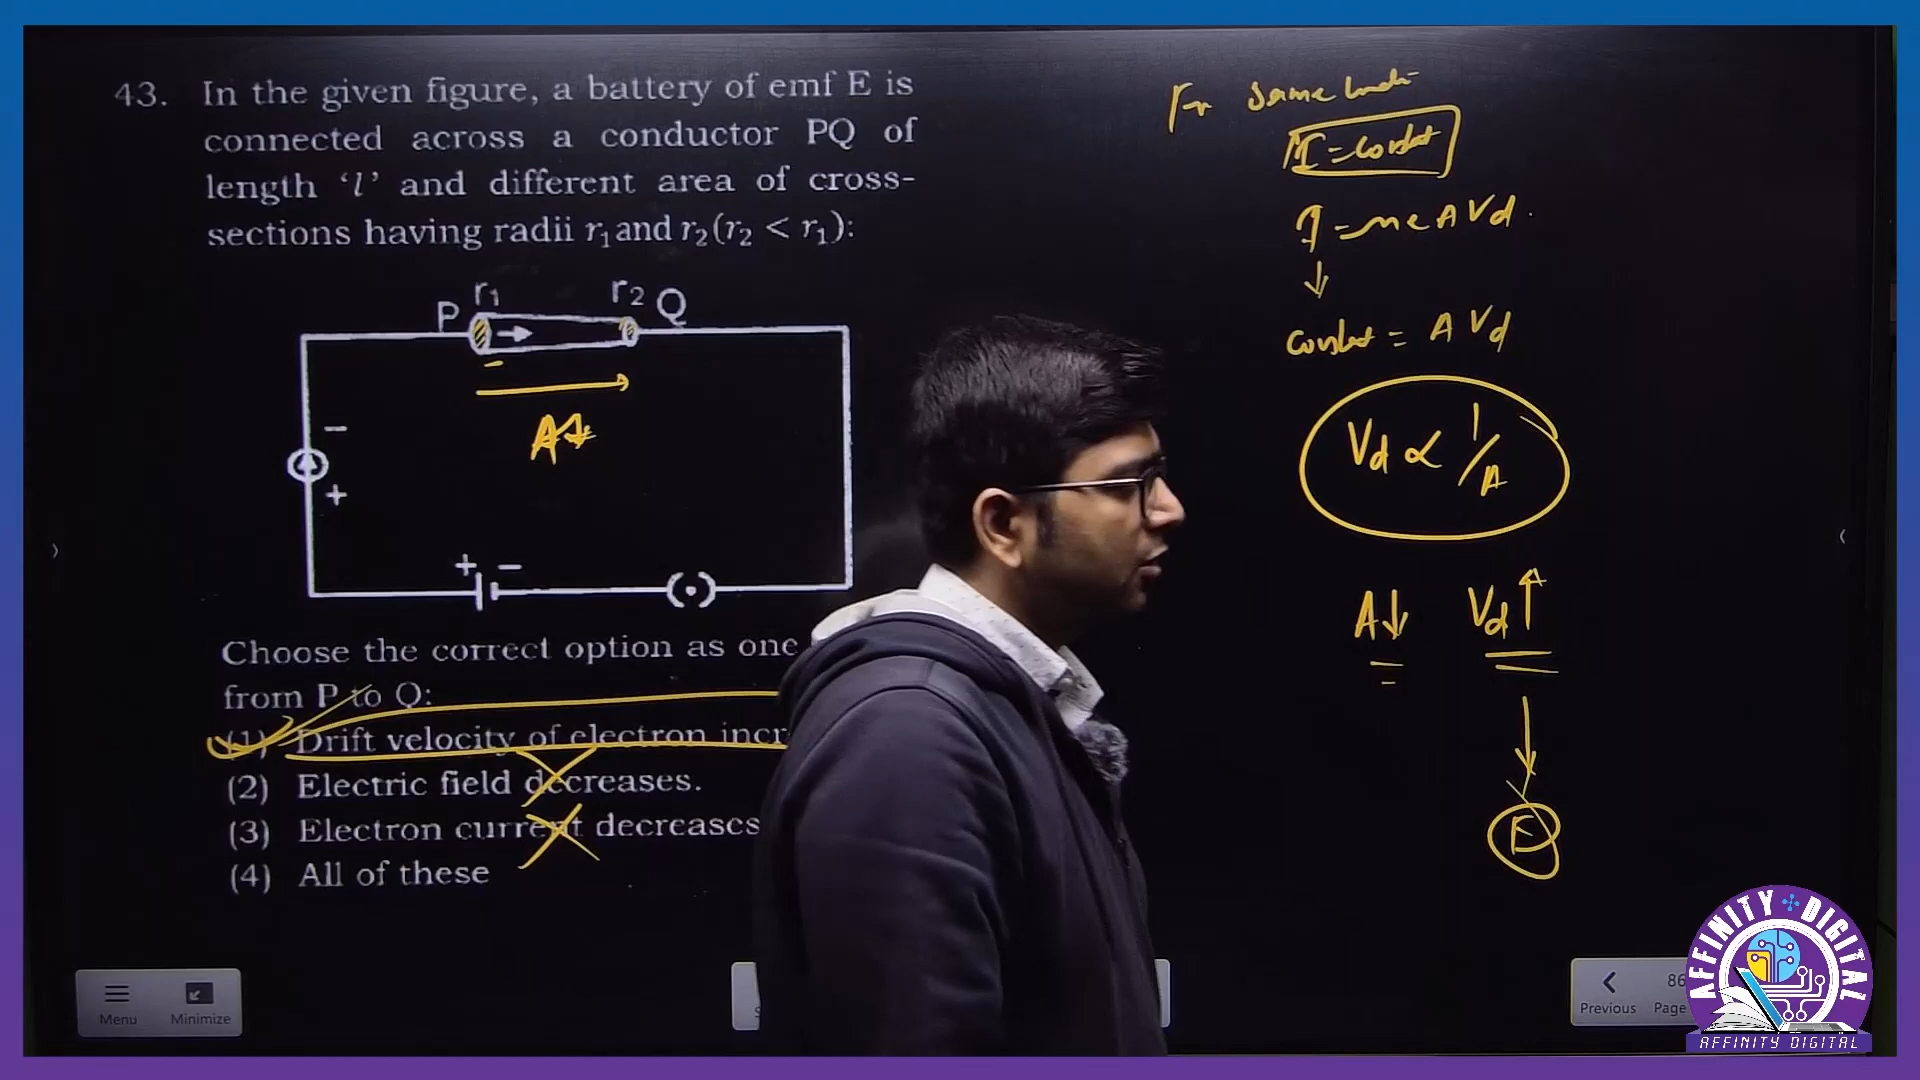 43. In the given figure, a battery of emf E is
connected across a conductor PQ of
length ‘l’ and different area of cross-
sections having radii r₁ and r₂ (r₂ < r₁):
P r₁ r₂ Q
−
A↓
− +
+ −
Choose the correct option as one
from P to Q:
(1) Drift velocity of electron incr
(2) Electric field decreases.
(3) Electron current decreases
(4) All of these
For same
I = Constant
I = neAVd.
↓
constant = A Vd
Vd ∝ 1/A
A↓ Vd↑
E
Menu
Minimize
Previous
86
Page
AFFINITY DIGITAL
AFFINITY DIGITAL